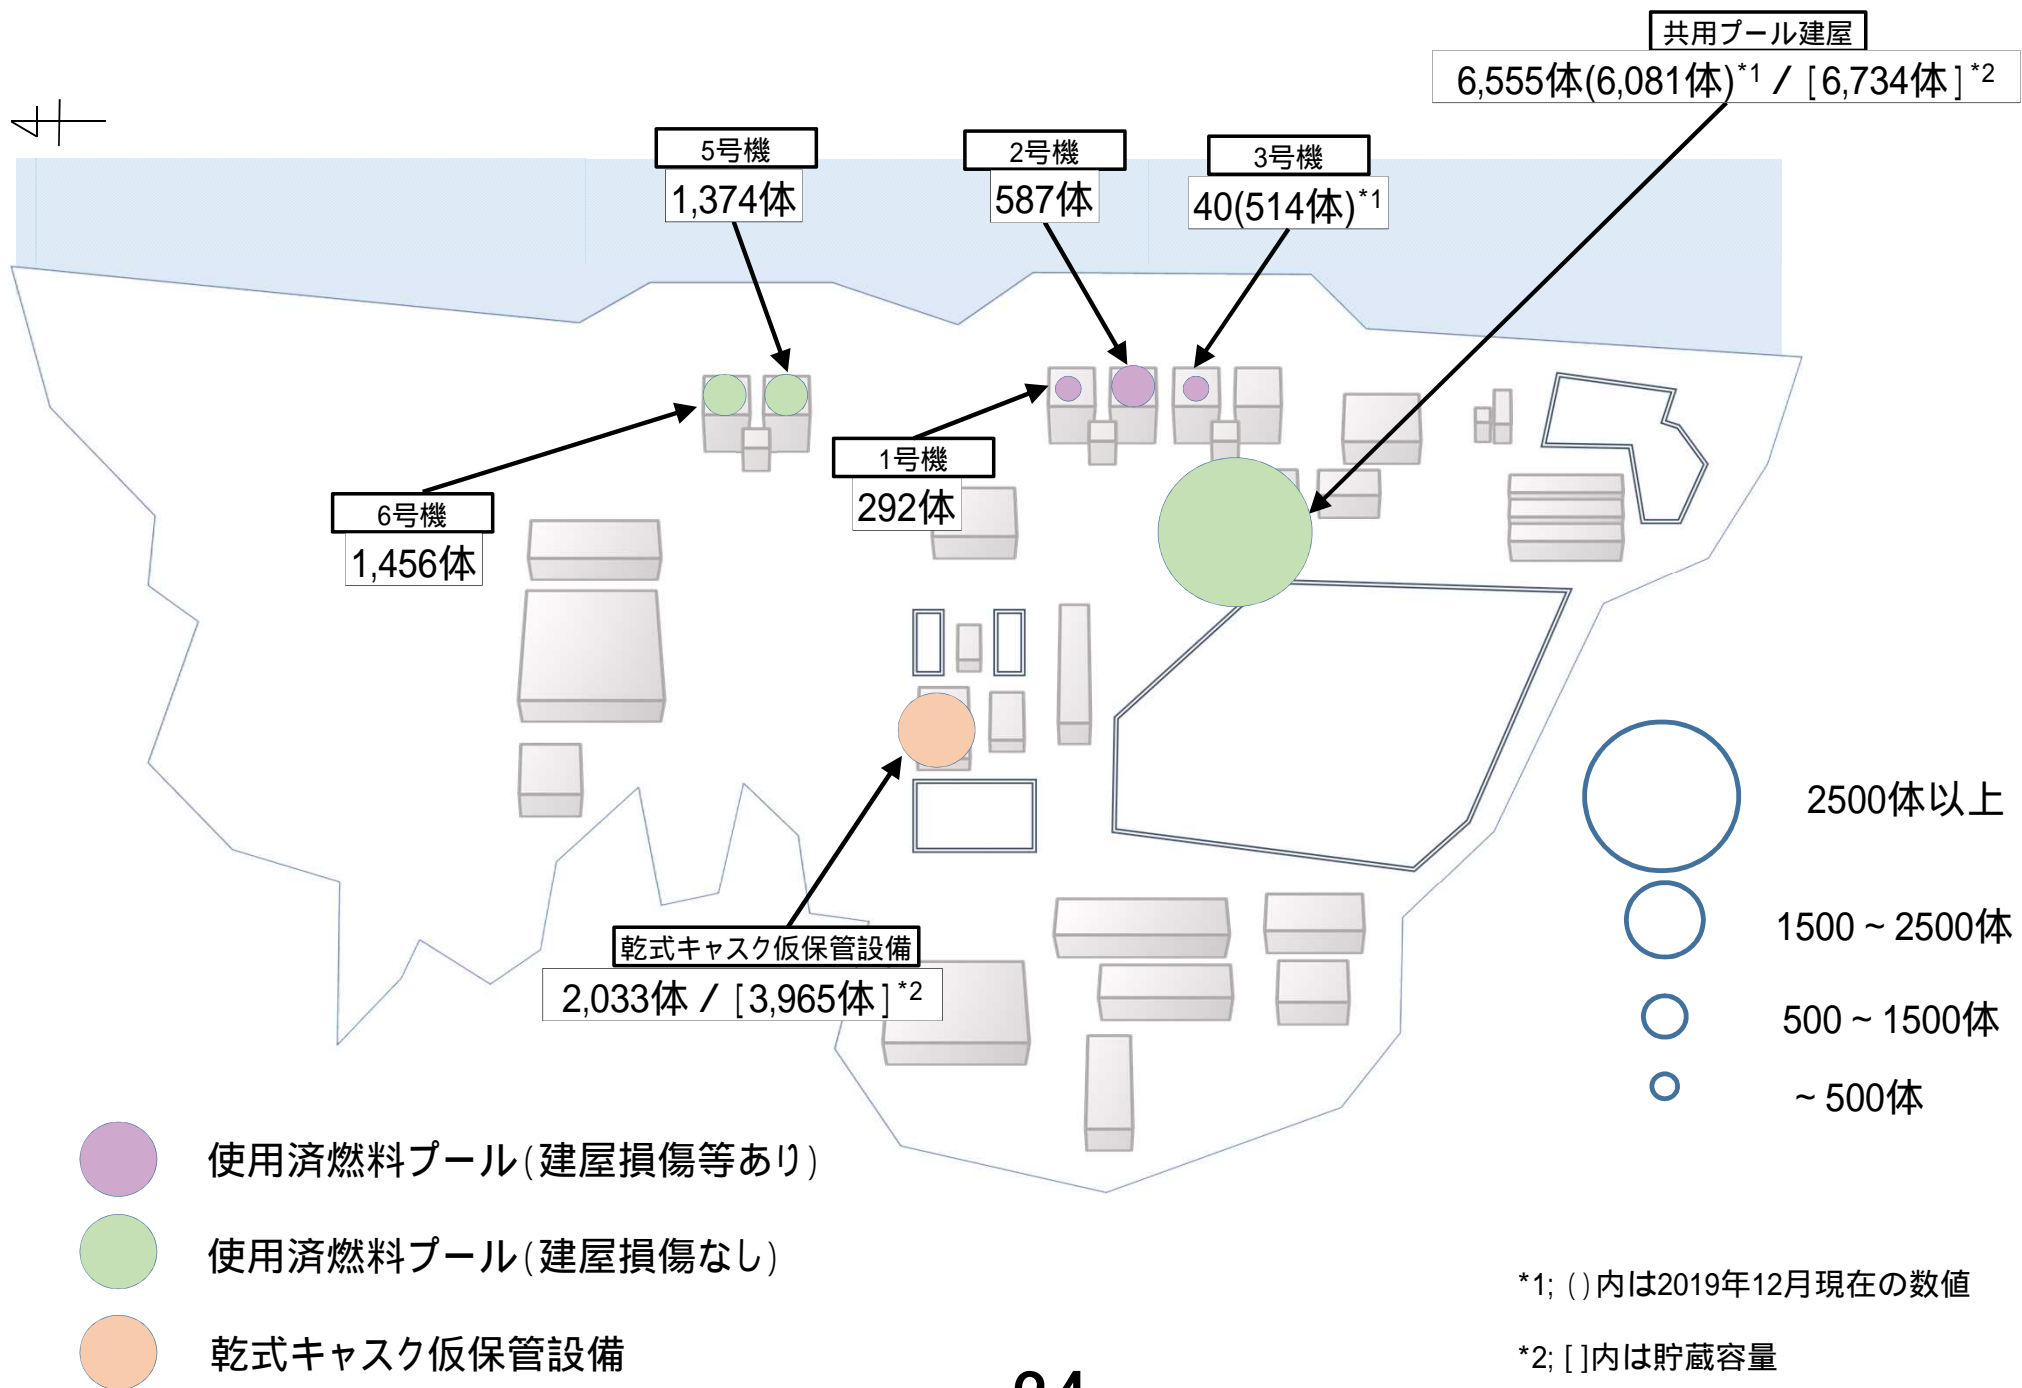 共用プール建屋
6,555体(6,081体)*1 / [6,734体]*2
5号機
1,374体
2号機
587体
3号機
40(514体)*1
1号機
292体
6号機
1,456体
乾式キャスク仮保管設備
2,033体 / [3,965体]*2
2500体以上
1500 ~ 2500体
500 ~ 1500体
~ 500体
使用済燃料プール(建屋損傷等あり)
使用済燃料プール(建屋損傷なし)
乾式キャスク仮保管設備
*1; ( )内は2019年12月現在の数値
*2; [ ]内は貯蔵容量